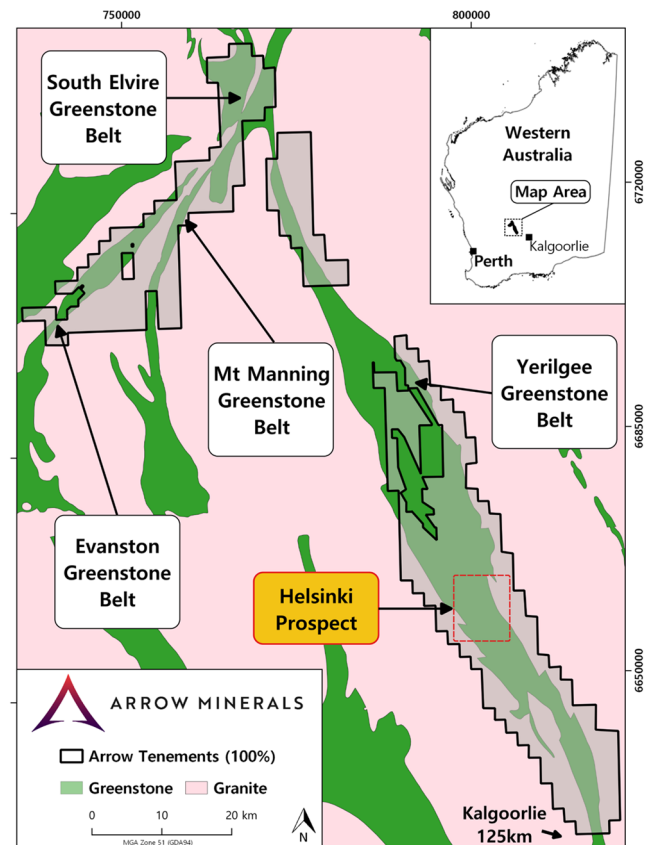 750000
800000
South Elvire
Greenstone
Belt
Western
Australia
Map Area
Kalgoorlie
Perth
6720000
Mt Manning
Greenstone
Belt
Yerilgee
Greenstone
Belt
6685000
Evanston
Greenstone
Belt
Helsinki
Prospect
6650000
ARROW MINERALS
Arrow Tenements (100%)
Greenstone
Granite
0 10 20 km
MGA Zone 51 (GDA94)
N
Kalgoorlie
125km